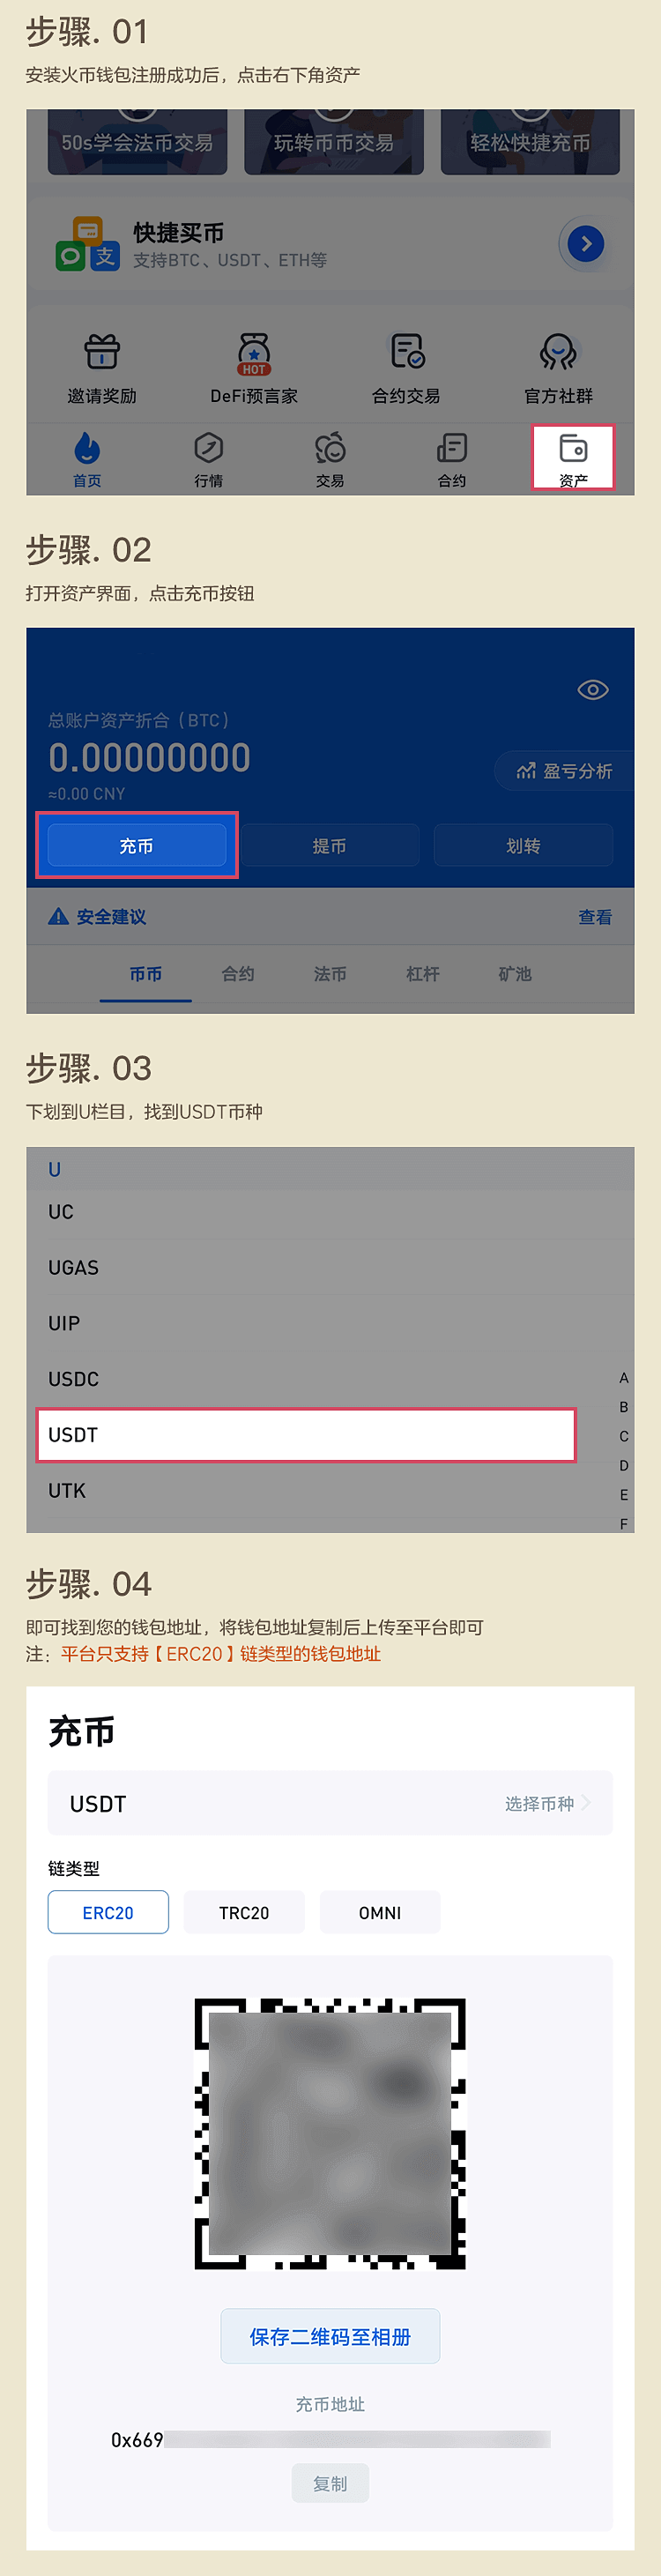 步骤. 01
安装火币钱包注册成功后，点击右下角资产
50s学会法币交易
玩转币币交易
轻松快捷充币
快捷买币
支
支持BTC、USDT、ETH等
HOT
邀请奖励
DeFi预言家
合约交易
官方社群
首页
行情
交易
合约
资产
步骤. 02
打开资产界面，点击充币按钮
总账户资产折合（BTC）
0.00000000
盈亏分析
≈0.00 CNY
充币
提币
划转
安全建议
查看
币币
合约
法币
杠杆
矿池
步骤. 03
下划到U栏目，找到USDT币种
U
UC
UGAS
UIP
USDC
A
B
USDT
C
D
UTK
E
F
步骤. 04
即可找到您的钱包地址，将钱包地址复制后上传至平台即可
注：平台只支持【ERC20】链类型的钱包地址
充币
USDT
选择币种
链类型
ERC20
TRC20
OMNI
保存二维码至相册
充币地址
0x669
复制